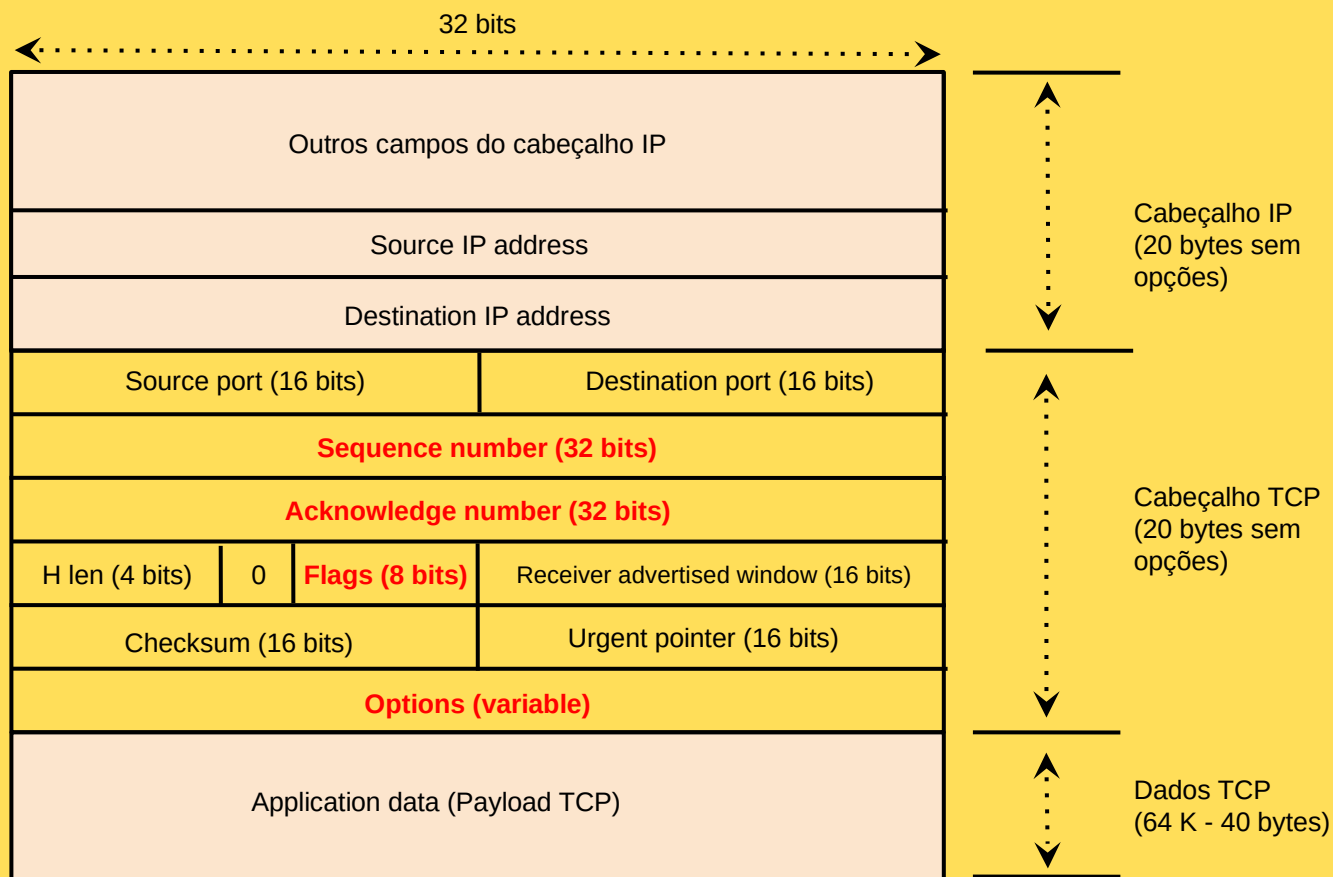 32 bits
Outros campos do cabeçalho IP
Source IP address
Destination IP address
Cabeçalho IP
(20 bytes sem
opções)
Source port (16 bits)
Destination port (16 bits)
Sequence number (32 bits)
Acknowledge number (32 bits)
H len (4 bits)
0
Flags (8 bits)
Receiver advertised window (16 bits)
Checksum (16 bits)
Urgent pointer (16 bits)
Options (variable)
Cabeçalho TCP
(20 bytes sem
opções)
Application data (Payload TCP)
Dados TCP
(64 K - 40 bytes)